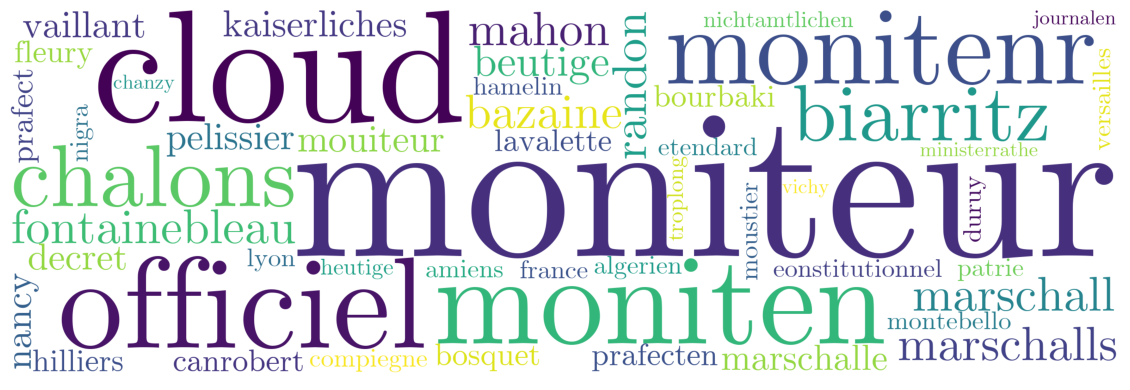 vaillant
kaiserliches
mahon
randon
nichtamtlichen
journalen
fleury
cloud
beutige
monitenr
versailles
chanzy
hamelin
bourbaki
biarritz
prafect
nigra
pelissier
mouiteur
bazaine
lavalette
etendard
ministerrathe
chalons
moniteur
troplong
vichy
moustier
duruy
fontainebleau
decret
lyon
heutige
amiens
france
algerien
eonstitutionnel
patrie
nancy
officiel
moniten
marschall
montebello
marschalls
hilliers
canrobert
compiegne
bosquet
prafecten
marschalle